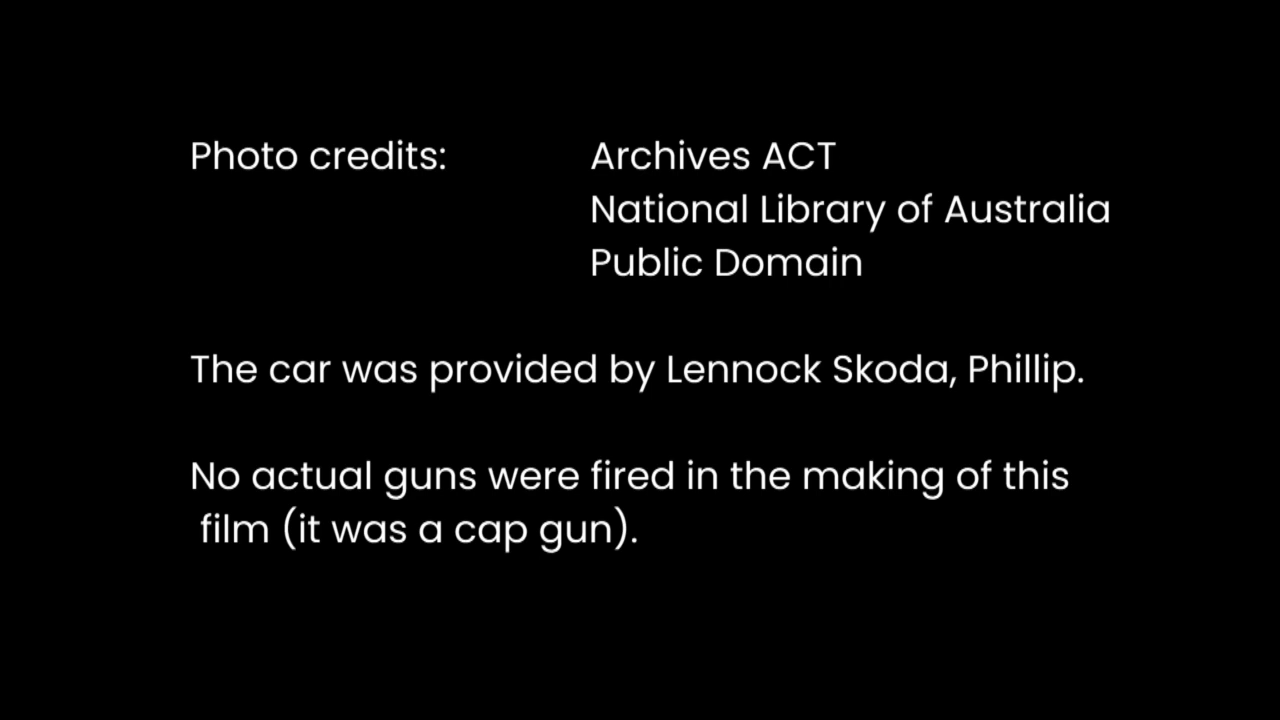 Photo credits: Archives ACT
National Library of Australia
Public Domain
The car was provided by Lennock Skoda, Phillip.
No actual guns were fired in the making of this
film (it was a cap gun).